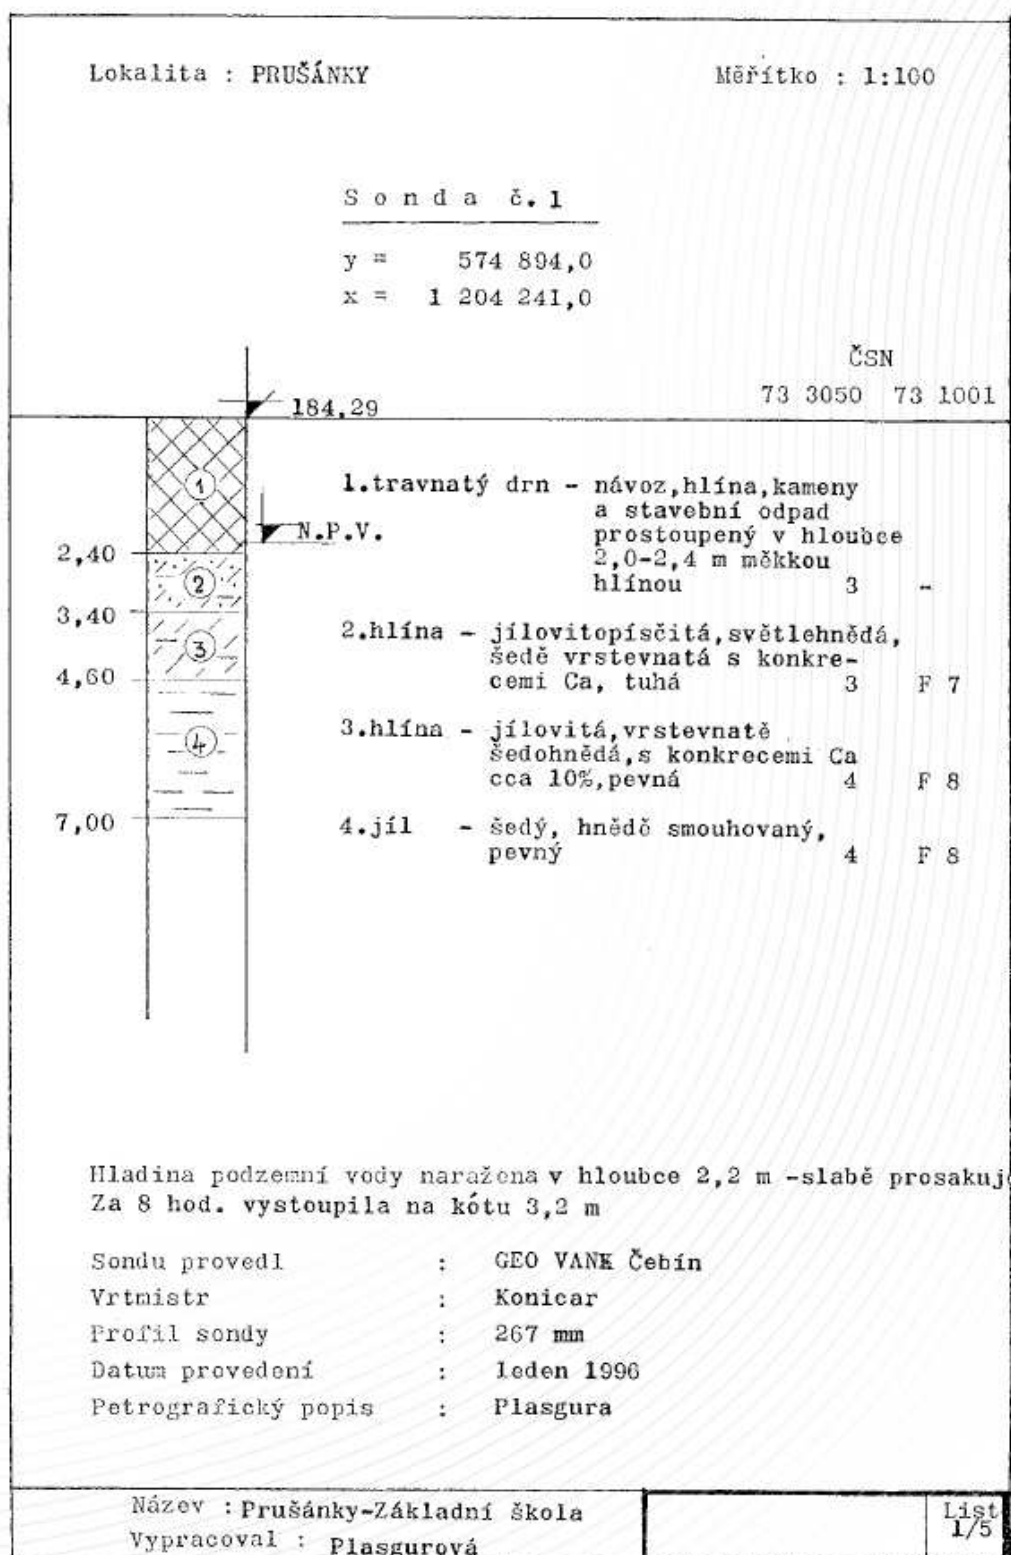 Lokalita : PRUŠÁNKY Měřítko : 1:100
Sonda č. 1
y = 574 894,0
x = 1 204 241,0
ČSN
73 3050 73 1001
184,29
1.travnatý drn - návoz,hlína,kameny
a stavební odpad
N.P.V. prostoupený v hloubce
2,40 2,0-2,4 m měkkou
hlínou 3 -
1
2
3,40
2.hlína - jílovitopísčitá,světlehnědá,
šedě vrstevnatá s konkre-
3
4,60 cemi Ca, tuhá 3 F 7
3.hlína - jílovitá,vrstevnatě
4 šedohnědá,s konkrecemi Ca
cca 10%,pevná 4 F 8
7,00 4.jíl - šedý, hnědě smouhovaný,
pevný 4 F 8
Hladina podzemní vody naražena v hloubce 2,2 m -slabě prosakuj
Za 8 hod. vystoupila na kótu 3,2 m
Sondu provedl : GEO VANK Čebín
Vrtmistr : Konicar
Profil sondy : 267 mm
Datum provedení : leden 1996
Petrografický popis : Plasgura
Název : Prušánky-Základní škola List
Vypracoval : Plasgurová 1/5